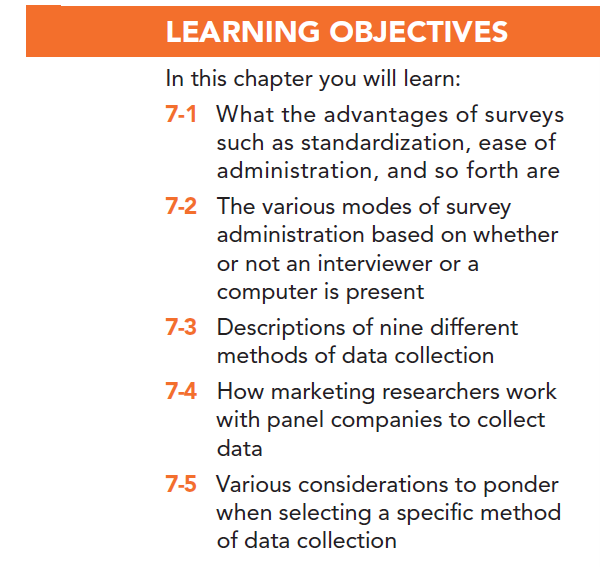 LEARNING OBJECTIVES
In this chapter you will learn:
7-1 What the advantages of surveys
such as standardization, ease of
administration, and so forth are
7-2 The various modes of survey
administration based on whether
or not an interviewer or a
computer is present
7-3 Descriptions of nine different
methods of data collection
7-4 How marketing researchers work
with panel companies to collect
data
7-5 Various considerations to ponder
when selecting a specific method
of data collection